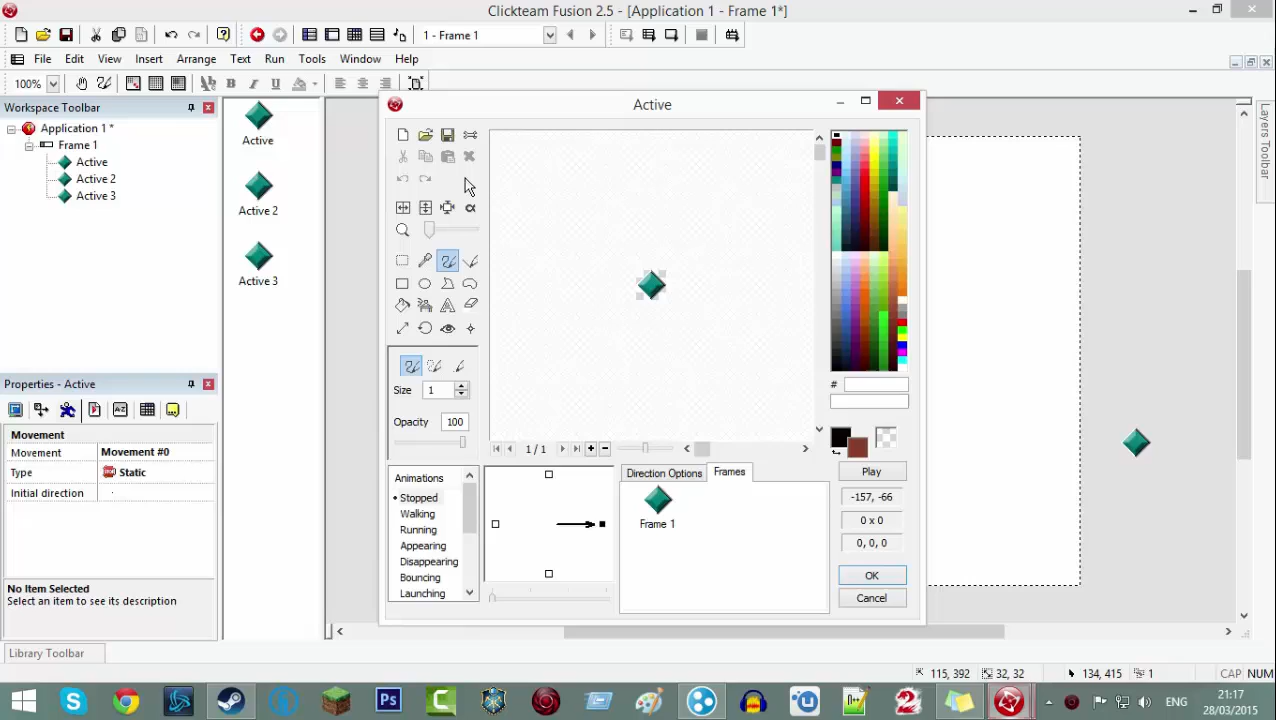 Clickteam Fusion 2.5 - [Application 1 - Frame 1*]
1 - Frame 1
File Edit View Insert Arrange Text Run Tools Window Help
100%
Workspace Toolbar
Application 1 *
Frame 1
Active
Active 2
Active 3
Active
Active 2
Active 3
Layers Toolbar
Active
Size 1
Opacity 100
#
1 / 1
Animations
Stopped
Walking
Running
Appearing
Disappearing
Bouncing
Launching
Direction Options Frames
Frame 1
Play
-157, -66
0 x 0
0, 0, 0
OK
Cancel
Properties - Active
Movement
Movement Movement #0
Type Static
Initial direction
No Item Selected
Select an item to see its description
Library Toolbar
115, 392 32, 32 134, 415 1 CAP NUM
Ps
ENG
21:17
28/03/2015